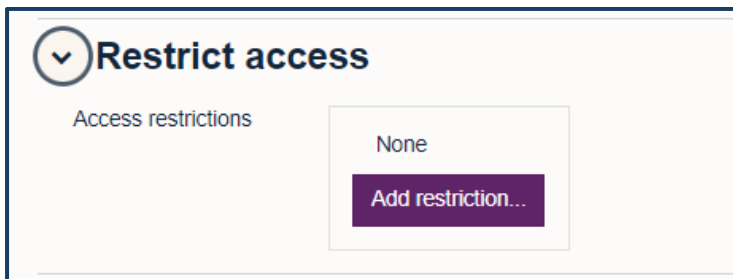 Restrict access
Access restrictions
None
Add restriction...